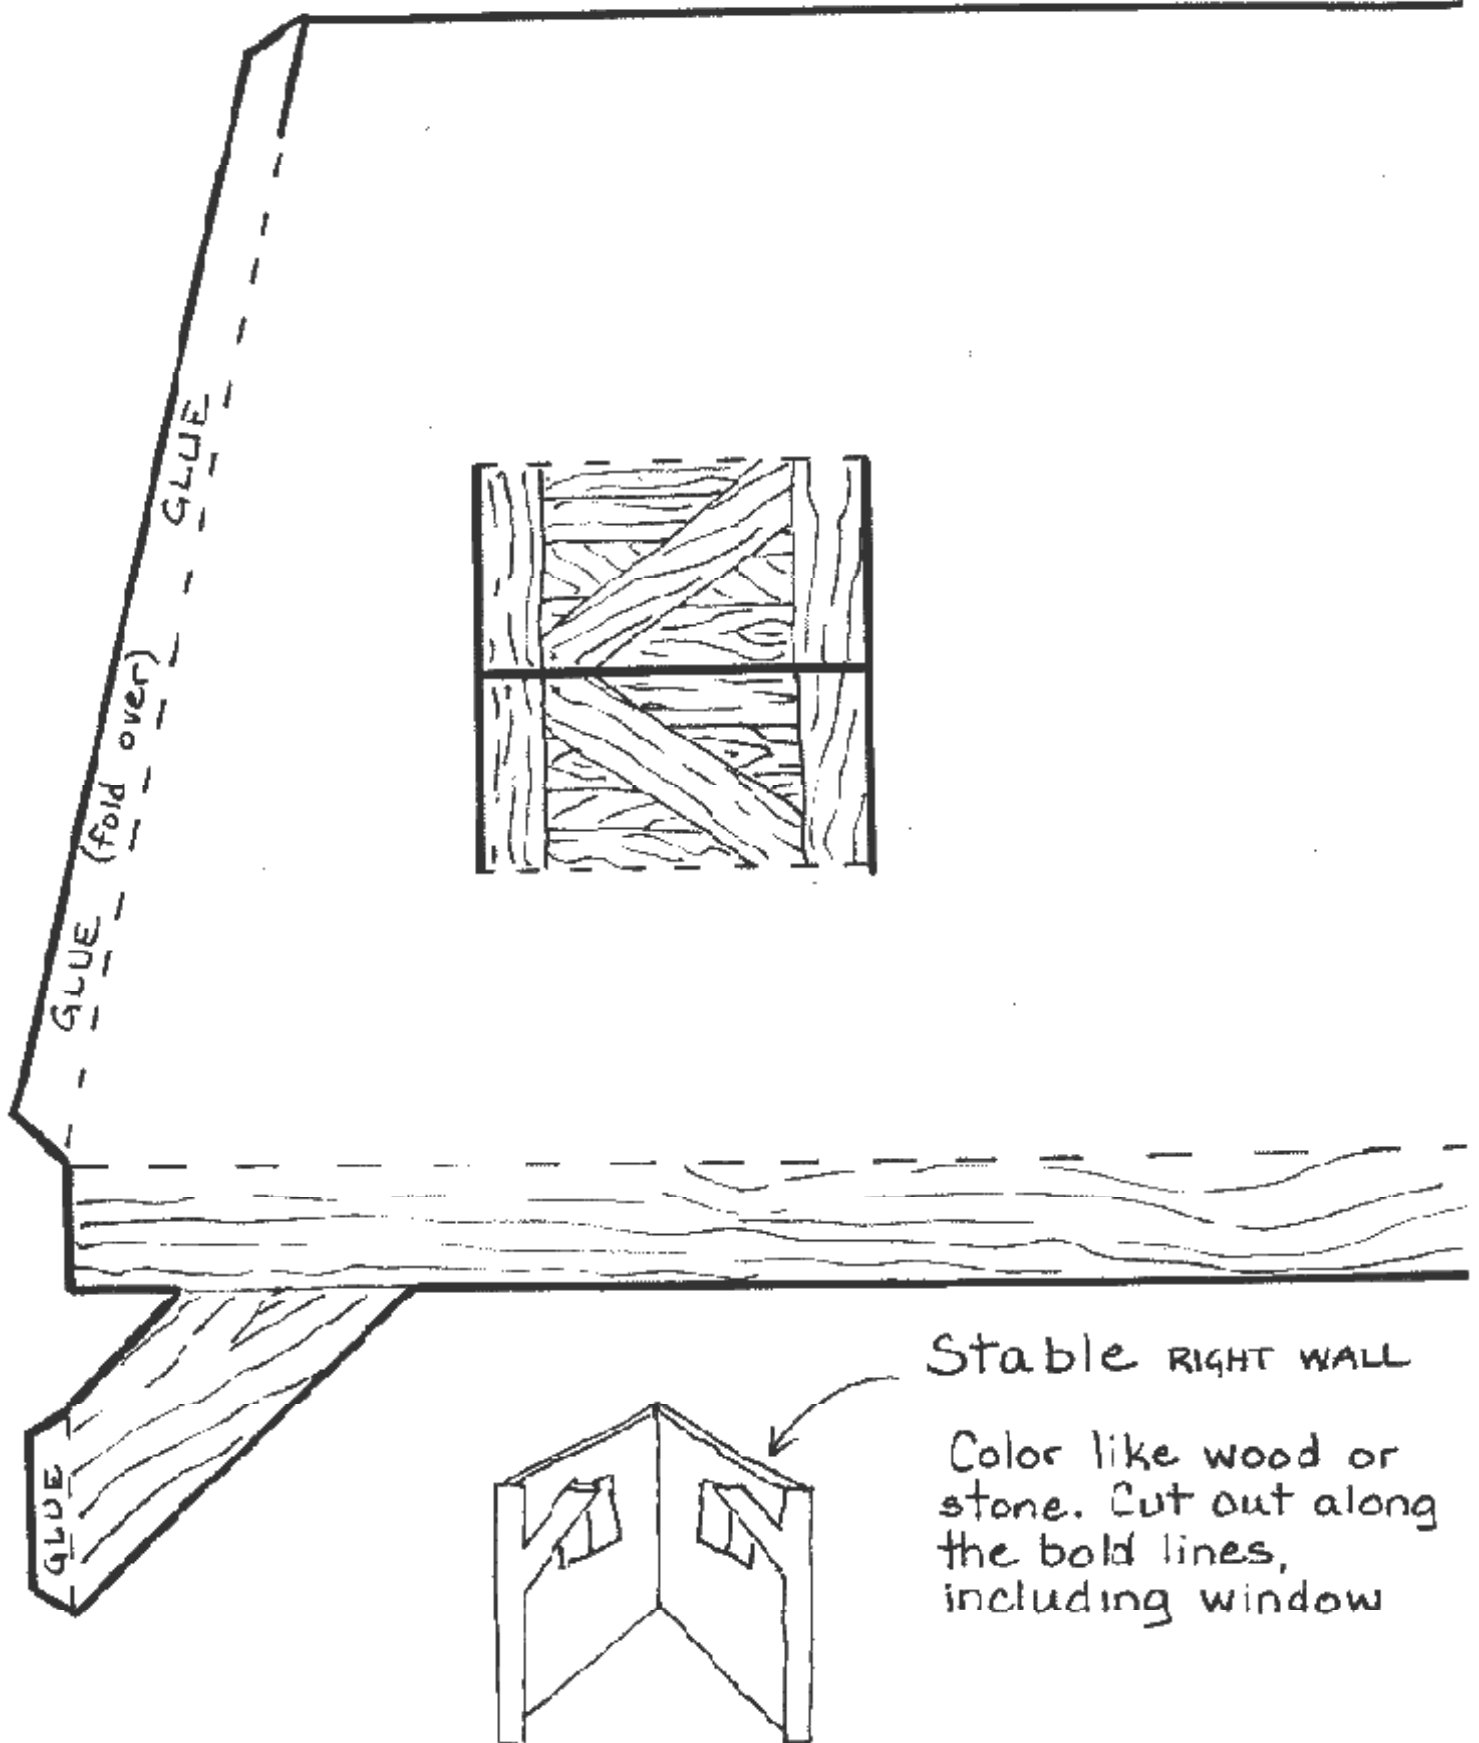 GLUE
(fold over)
GLUE
GLUE
Stable RIGHT WALL
Color like wood or
stone. Cut out along
the bold lines,
including window